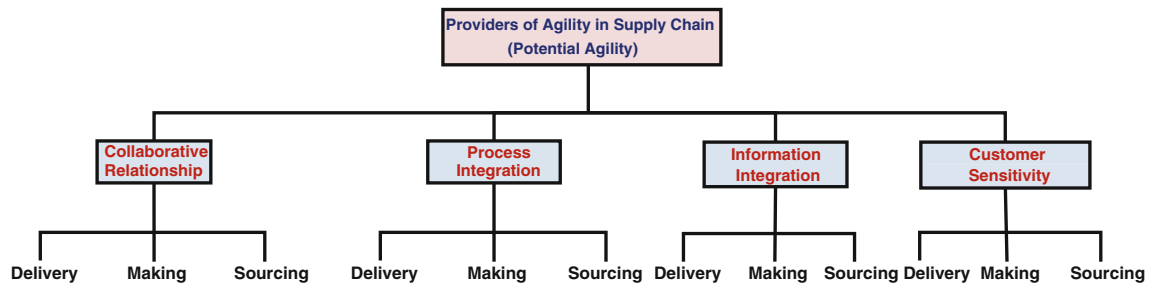 Providers of Agility in Supply Chain
(Potential Agility)
Collaborative
Relationship
Process
Integration
Information
Integration
Customer
Sensitivity
Delivery Making Sourcing Delivery Making Sourcing Delivery Making Sourcing Delivery Making Sourcing